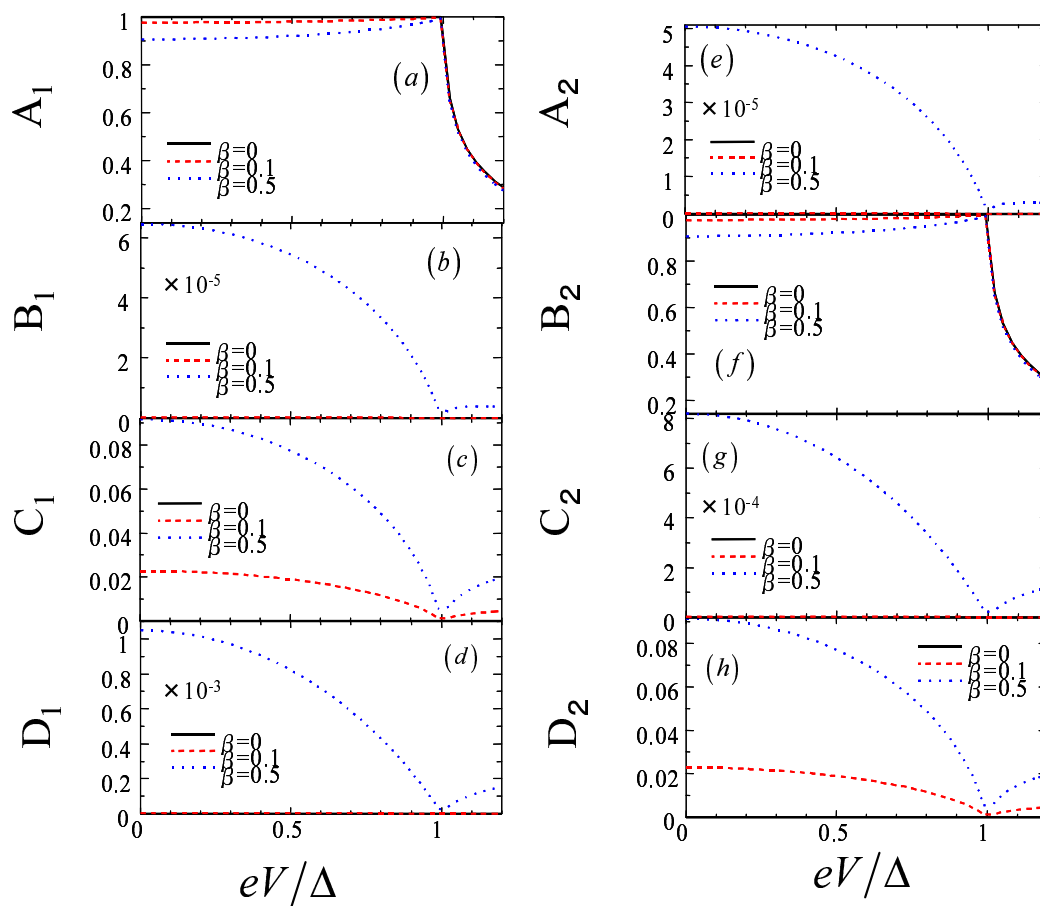 A1
1
0.8
0.6
0.4
0.2
(a)
β=0
β=0.1
β=0.5
B1
6
4
2
0
(b)
×10-5
β=0
β=0.1
β=0.5
C1
0.08
0.06
0.04
0.02
0
(c)
β=0
β=0.1
β=0.5
D1
1
0.8
0.6
0.4
0.2
0
(d)
×10-3
β=0
β=0.1
β=0.5
0 0.5 1
eV/Δ
A2
5
4
3
2
1
0
(e)
×10-5
β=0
β=0.1
β=0.5
B2
0.8
0.6
0.4
0.2
(f)
β=0
β=0.1
β=0.5
C2
8
6
4
2
0
(g)
×10-4
β=0
β=0.1
β=0.5
D2
0.08
0.06
0.04
0.02
0
(h)
β=0
β=0.1
β=0.5
0 0.5 1
eV/Δ